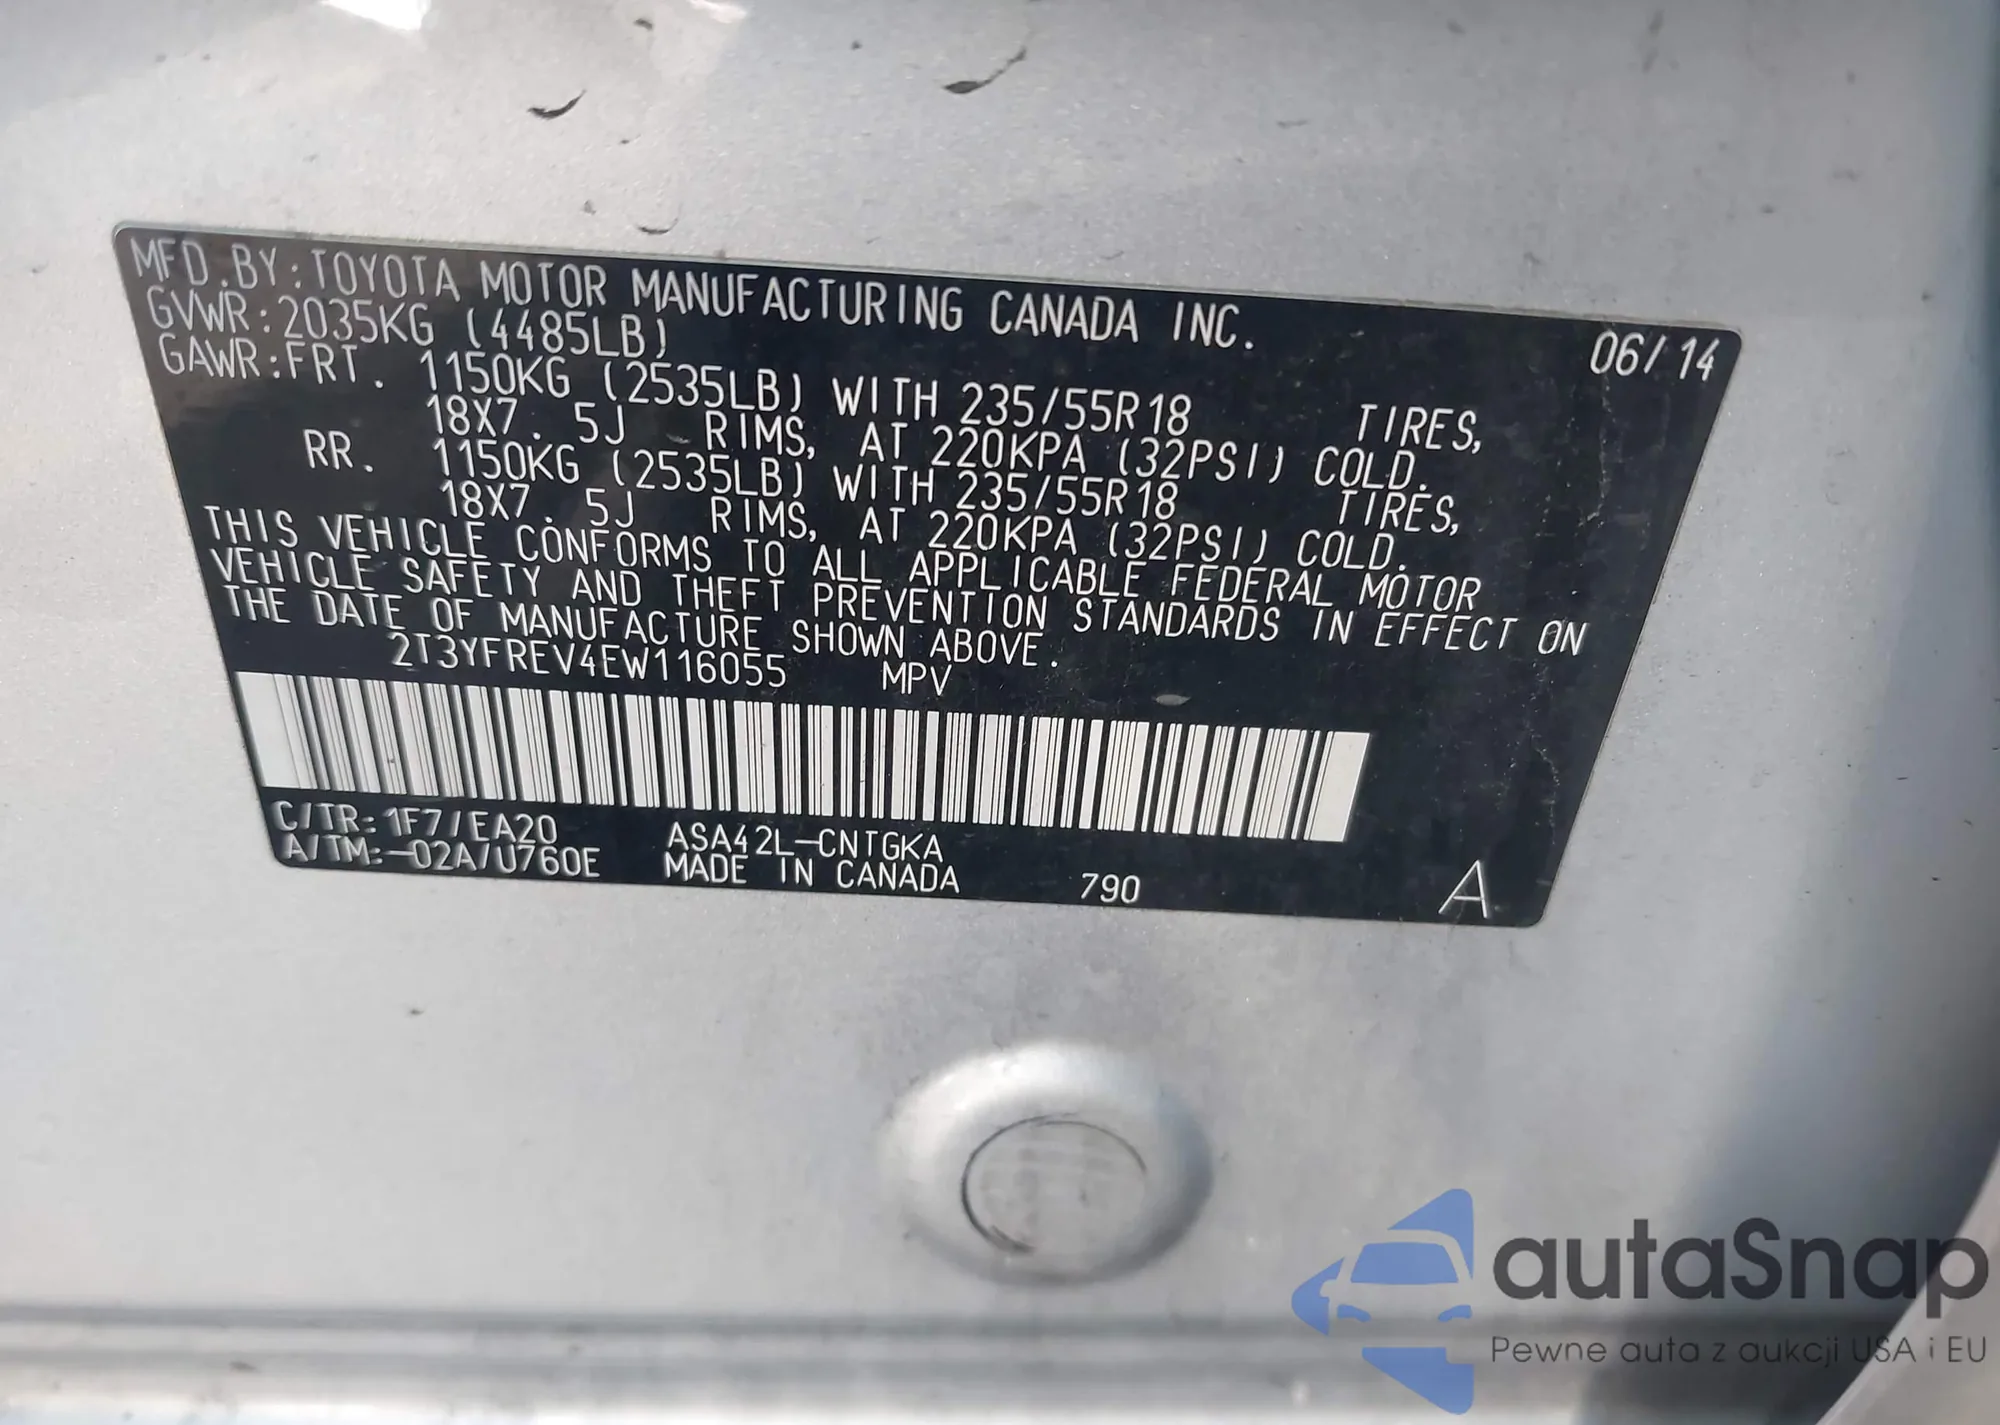 MFD.BY:TOYOTA MOTOR MANUFACTURING CANADA INC. 06/14
GVWR:2035KG (4485LB)
GAWR:FRT. 1150KG (2535LB) WITH 235/55R18 TIRES,
18X7.5J RIMS, AT 220KPA (32PSI) COLD.
RR. 1150KG (2535LB) WITH 235/55R18 TIRES,
18X7.5J RIMS, AT 220KPA (32PSI) COLD.
THIS VEHICLE CONFORMS TO ALL APPLICABLE FEDERAL MOTOR
VEHICLE SAFETY AND THEFT PREVENTION STANDARDS IN EFFECT ON
THE DATE OF MANUFACTURE SHOWN ABOVE.
2T3YFREV4EW116055 MPV
C/TR:1F7/EA20 ASA42L-CNTGKA
A/TM:-02A/U760E MADE IN CANADA 790 A
autaSnap
Pewne auta z aukcji USA i EU